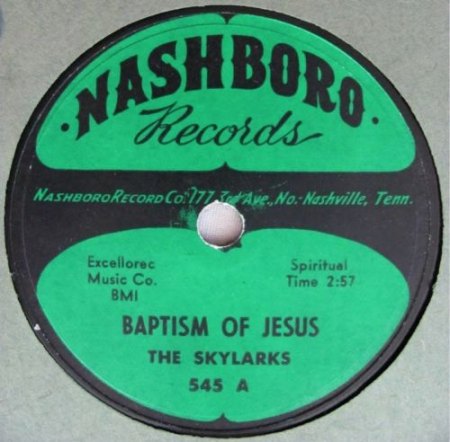 ·NASHBORO·
Records
NASHBORO RECORD CO. 177 3rd Ave., No.-Nashville, Tenn.
Excellorec
Music Co.
BMI
Spiritual
Time 2:57
BAPTISM OF JESUS
THE SKYLARKS
545 A